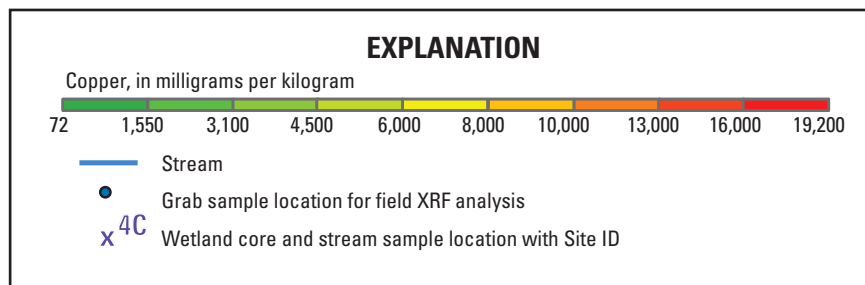 EXPLANATION
Copper, in milligrams per kilogram
72 1,550 3,100 4,500 6,000 8,000 10,000 13,000 16,000 19,200
Stream
Grab sample location for field XRF analysis
x 4C Wetland core and stream sample location with Site ID